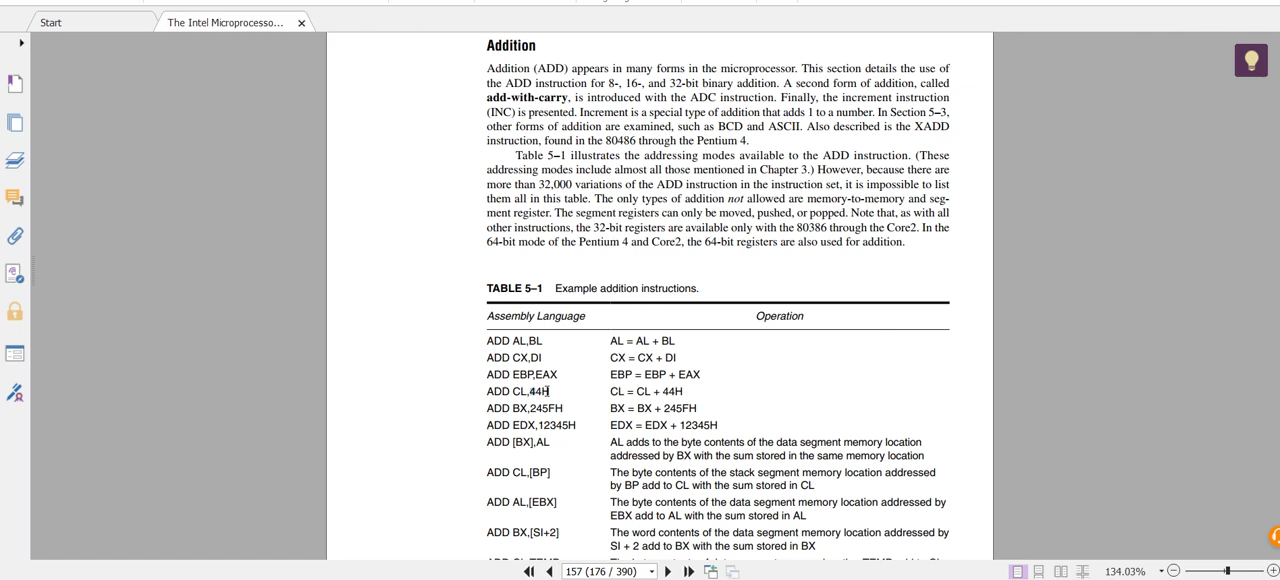 Start
The Intel Microprocesso...
Addition
Addition (ADD) appears in many forms in the microprocessor. This section details the use of
the ADD instruction for 8-, 16-, and 32-bit binary addition. A second form of addition, called
add-with-carry, is introduced with the ADC instruction. Finally, the increment instruction
(INC) is presented. Increment is a special type of addition that adds 1 to a number. In Section 5–3,
other forms of addition are examined, such as BCD and ASCII. Also described is the XADD
instruction, found in the 80486 through the Pentium 4.
Table 5–1 illustrates the addressing modes available to the ADD instruction. (These
addressing modes include almost all those mentioned in Chapter 3.) However, because there are
more than 32,000 variations of the ADD instruction in the instruction set, it is impossible to list
them all in this table. The only types of addition not allowed are memory-to-memory and seg-
ment register. The segment registers can only be moved, pushed, or popped. Note that, as with all
other instructions, the 32-bit registers are available only with the 80386 through the Core2. In the
64-bit mode of the Pentium 4 and Core2, the 64-bit registers are also used for addition.
TABLE 5–1 Example addition instructions.
Assembly Language Operation
ADD AL,BL AL = AL + BL
ADD CX,DI CX = CX + DI
ADD EBP,EAX EBP = EBP + EAX
ADD CL,44H CL = CL + 44H
ADD BX,245FH BX = BX + 245FH
ADD EDX,12345H EDX = EDX + 12345H
ADD [BX],AL AL adds to the byte contents of the data segment memory location
addressed by BX with the sum stored in the same memory location
ADD CL,[BP] The byte contents of the stack segment memory location addressed
by BP add to CL with the sum stored in CL
ADD AL,[EBX] The byte contents of the data segment memory location addressed by
EBX add to AL with the sum stored in AL
ADD BX,[SI+2] The word contents of the data segment memory location addressed by
SI + 2 add to BX with the sum stored in BX
157 (176 / 390)
134.03%